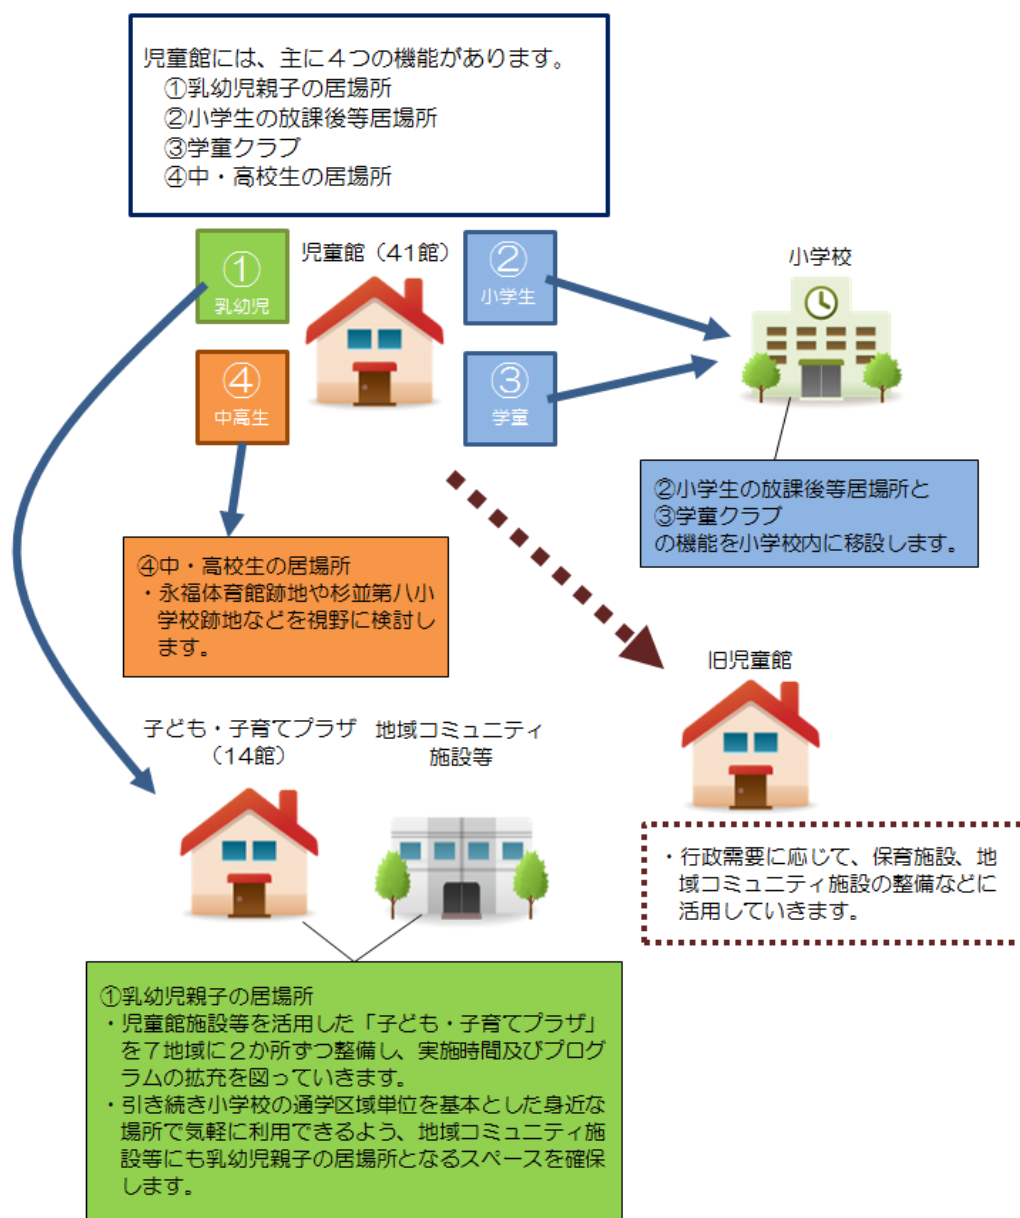 児童館には、主に４つの機能があります。
①乳幼児親子の居場所
②小学生の放課後等居場所
③学童クラブ
④中・高校生の居場所
①
乳幼児
児童館（41館）
②
小学生
小学校
④
中高生
③
学童
②小学生の放課後等居場所と
③学童クラブ
の機能を小学校内に移設します。
④中・高校生の居場所
・永福体育館跡地や杉並第八小
学校跡地などを視野に検討し
ます。
旧児童館
子ども・子育てプラザ
（14館）
地域コミュニティ
施設等
・行政需要に応じて、保育施設、地
域コミュニティ施設の整備などに
活用していきます。
①乳幼児親子の居場所
・児童館施設等を活用した「子ども・子育てプラザ」
を７地域に２か所ずつ整備し、実施時間及びプログ
ラムの拡充を図っていきます。
・引き続き小学校の通学区域単位を基本とした身近な
場所で気軽に利用できるよう、地域コミュニティ施
設等にも乳幼児親子の居場所となるスペースを確保
します。